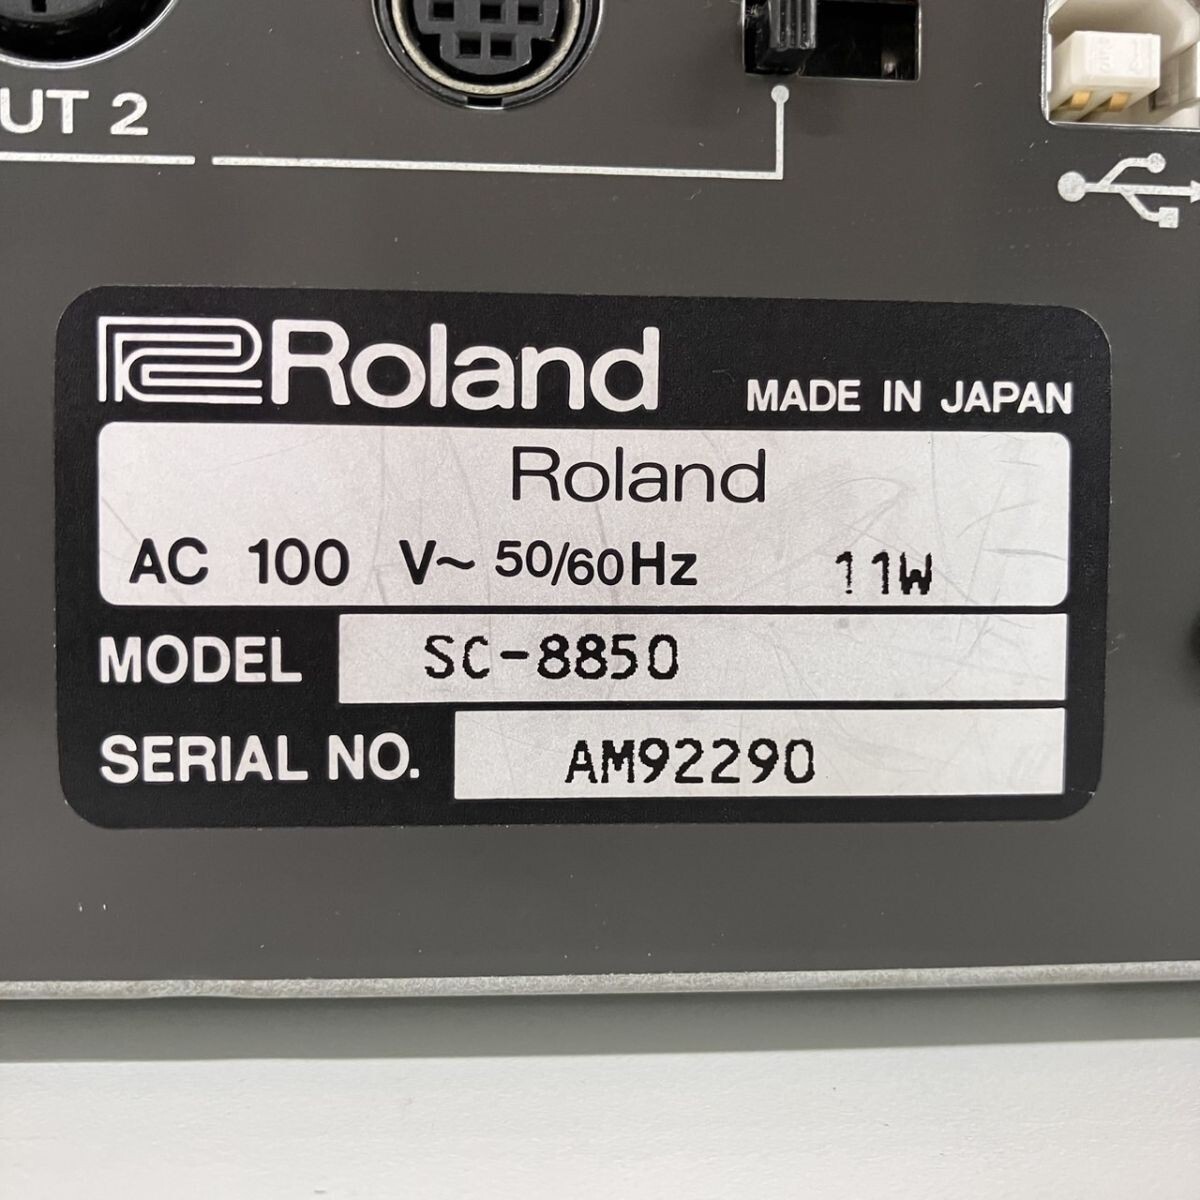 UT 2
Roland
MADE IN JAPAN
Roland
AC 100 V~ 50/60Hz 11W
MODEL SC-8850
SERIAL NO. AM92290